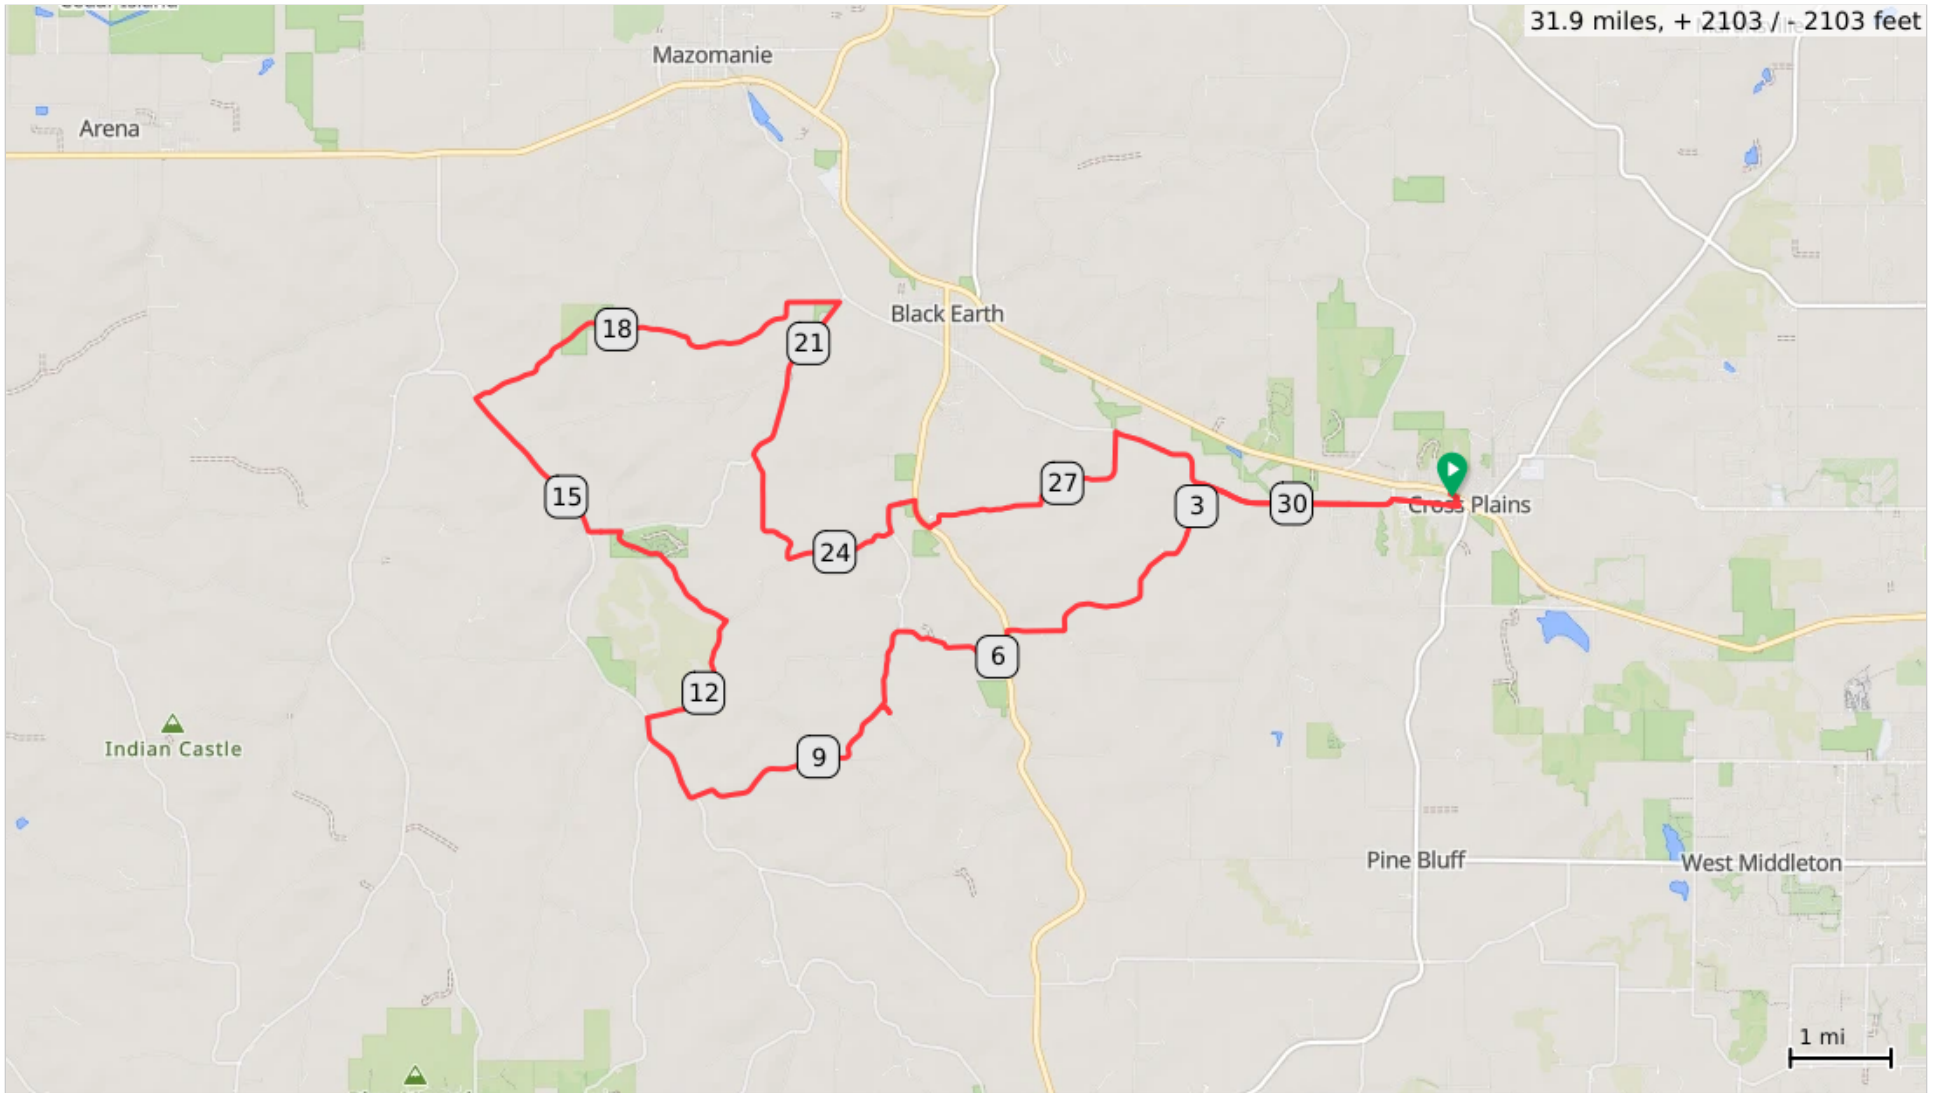 31.9 miles, + 2103 / - 2103 feet
Mazomanie
Arena
Black Earth
18
21
27
15
3
30
Cross Plains
24
6
12
Indian Castle
9
Pine Bluff
West Middleton
1 mi